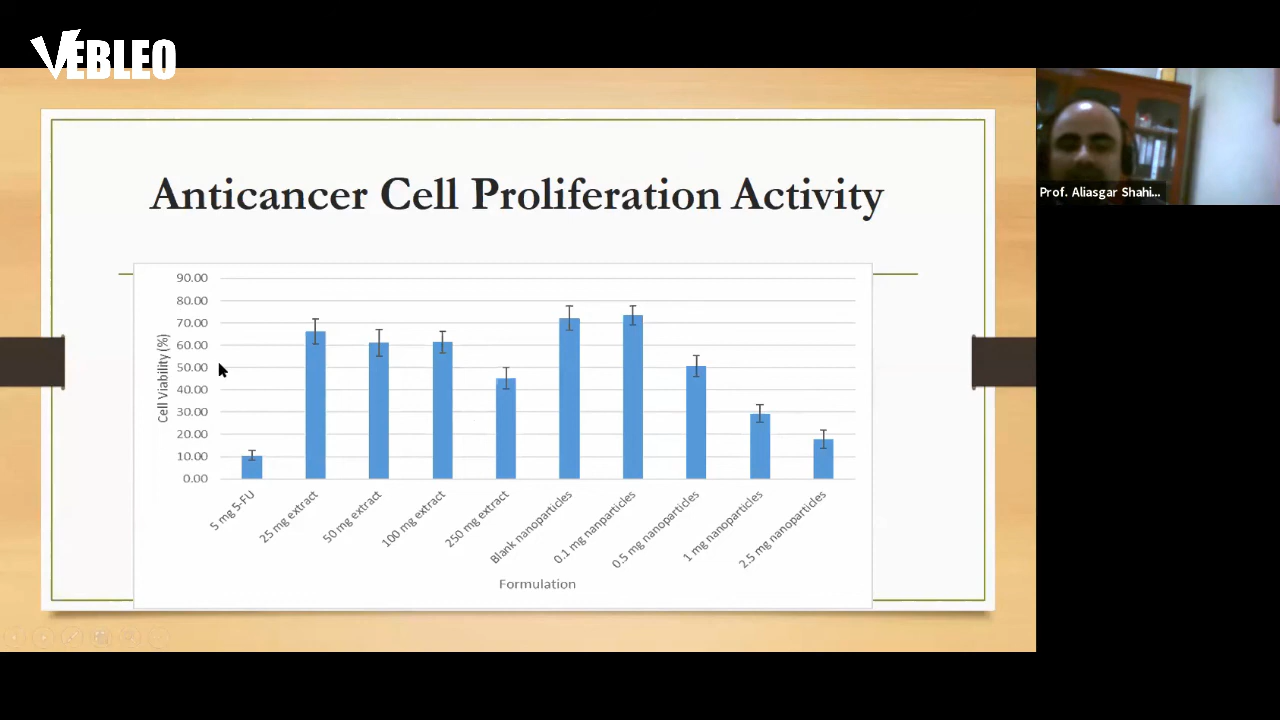 VEBLEO
Prof. Aliasgar Shahi...
Anticancer Cell Proliferation Activity
90.00
80.00
70.00
60.00
50.00
40.00
30.00
20.00
10.00
0.00
Cell Viability (%)
5 mg 5-FU
25 mg extract
50 mg extract
100 mg extract
250 mg extract
Blank nanoparticles
0.1 mg nanparticles
0.5 mg nanoparticles
1 mg nanoparticles
2.5 mg nanoparticles
Formulation